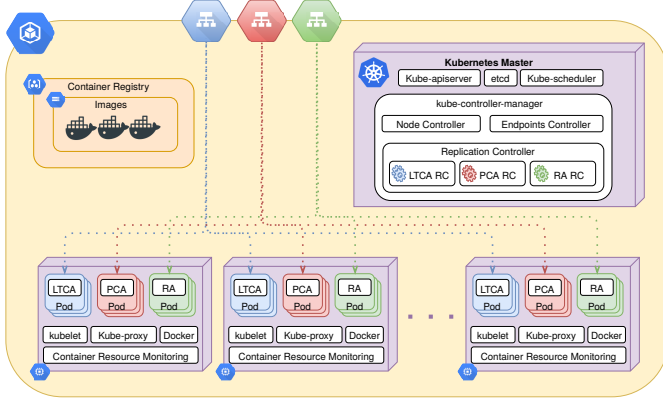 Kubernetes Master
Kube-apiserver
etcd
Kube-scheduler
kube-controller-manager
Node Controller
Endpoints Controller
Replication Controller
LTCA RC
PCA RC
RA RC
Container Registry
Images
LTCA
Pod
PCA
Pod
RA
Pod
kubelet
Kube-proxy
Docker
Container Resource Monitoring
LTCA
Pod
PCA
Pod
RA
Pod
kubelet
Kube-proxy
Docker
Container Resource Monitoring
LTCA
Pod
PCA
Pod
RA
Pod
kubelet
Kube-proxy
Docker
Container Resource Monitoring